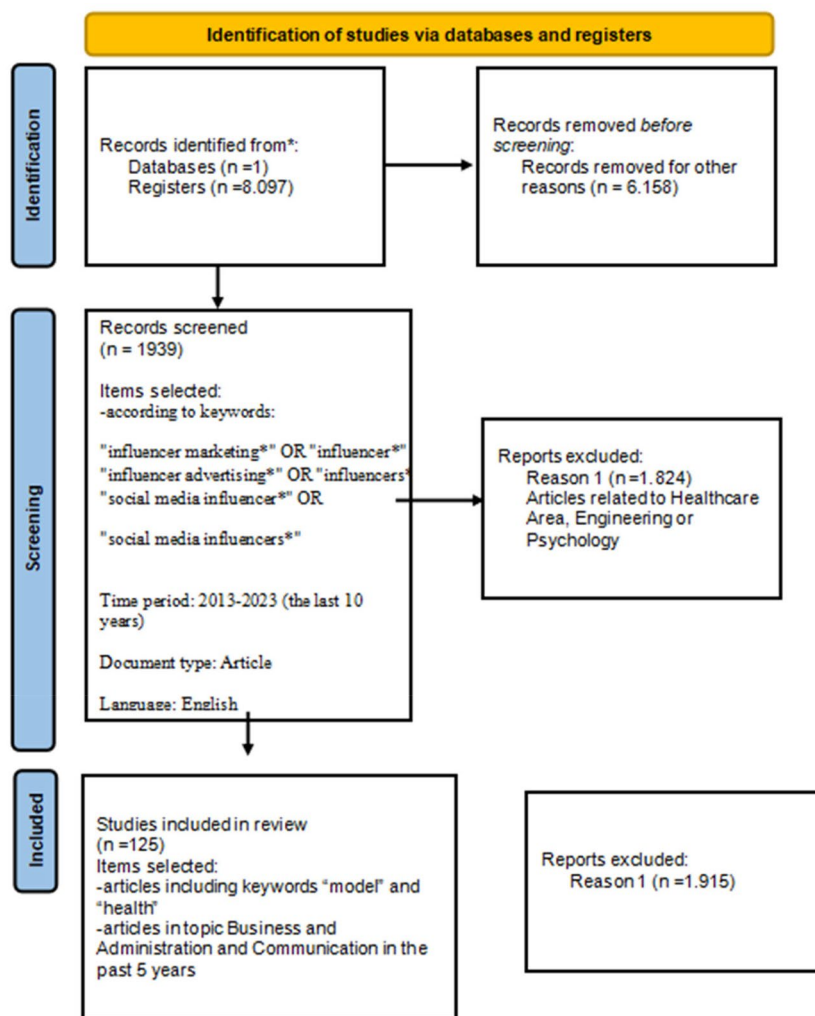 Identification of studies via databases and registers
Identification
Records identified from*:
Databases (n =1)
Registers (n =8.097)
Records removed before
screening:
Records removed for other
reasons (n = 6.158)
Screening
Records screened
(n = 1939)
Items selected:
-according to keywords:
"influencer marketing*" OR "influencer*"
"influencer advertising*" OR "influencers*
"social media influencer*" OR
"social media influencers*"
Time period: 2013-2023 (the last 10
years)
Document type: Article
Language: English
Reports excluded:
Reason 1 (n =1.824)
Articles related to Healthcare
Area, Engineering or
Psychology
Included
Studies included in review
(n =125)
Items selected:
-articles including keywords “model” and
“health”
-articles in topic Business and
Administration and Communication in the
past 5 years
Reports excluded:
Reason 1 (n =1.915)